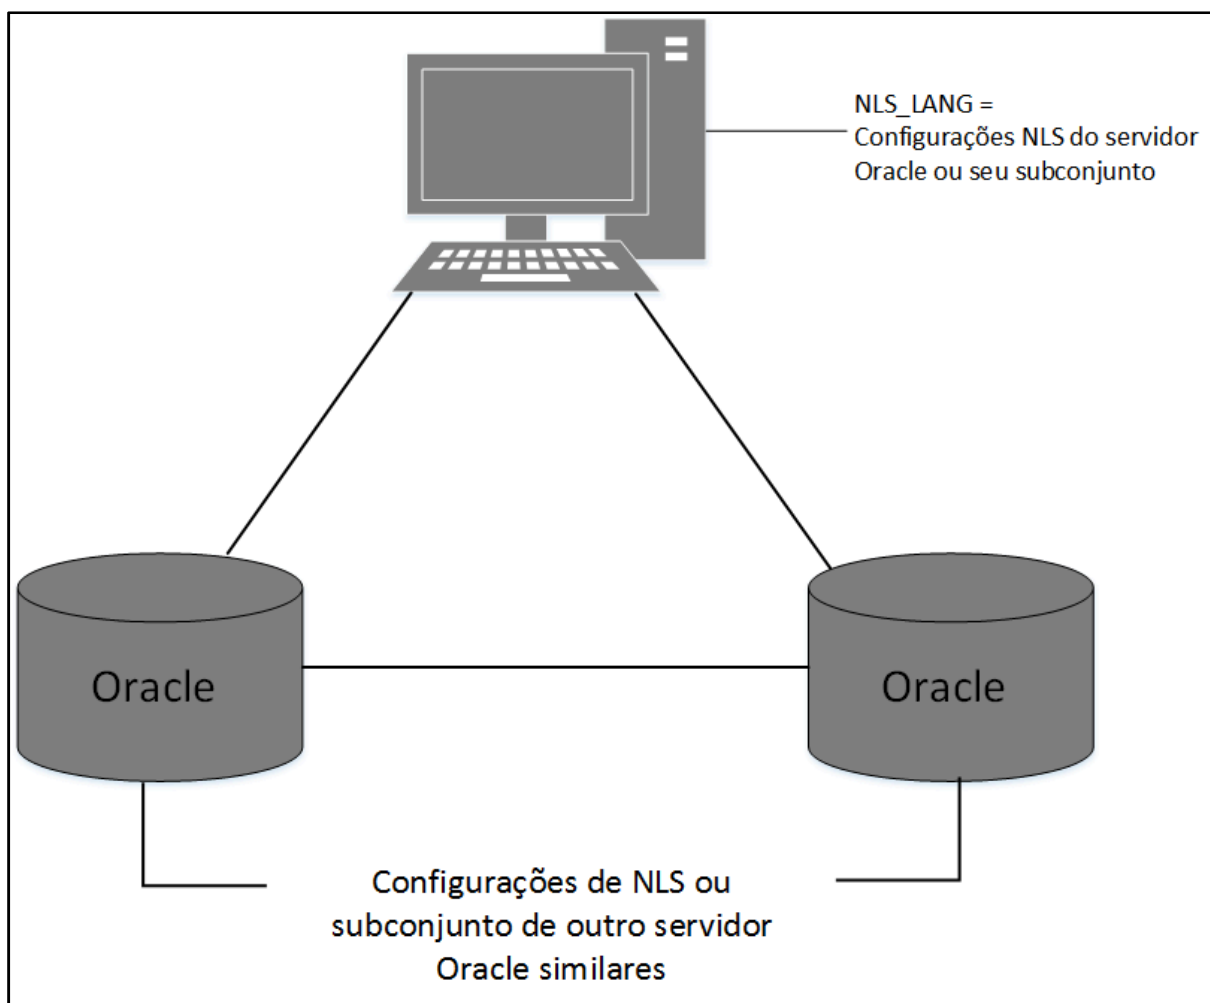 NLS_LANG =
Configurações NLS do servidor
Oracle ou seu subconjunto
Oracle
Oracle
Configurações de NLS ou
subconjunto de outro servidor
Oracle similares